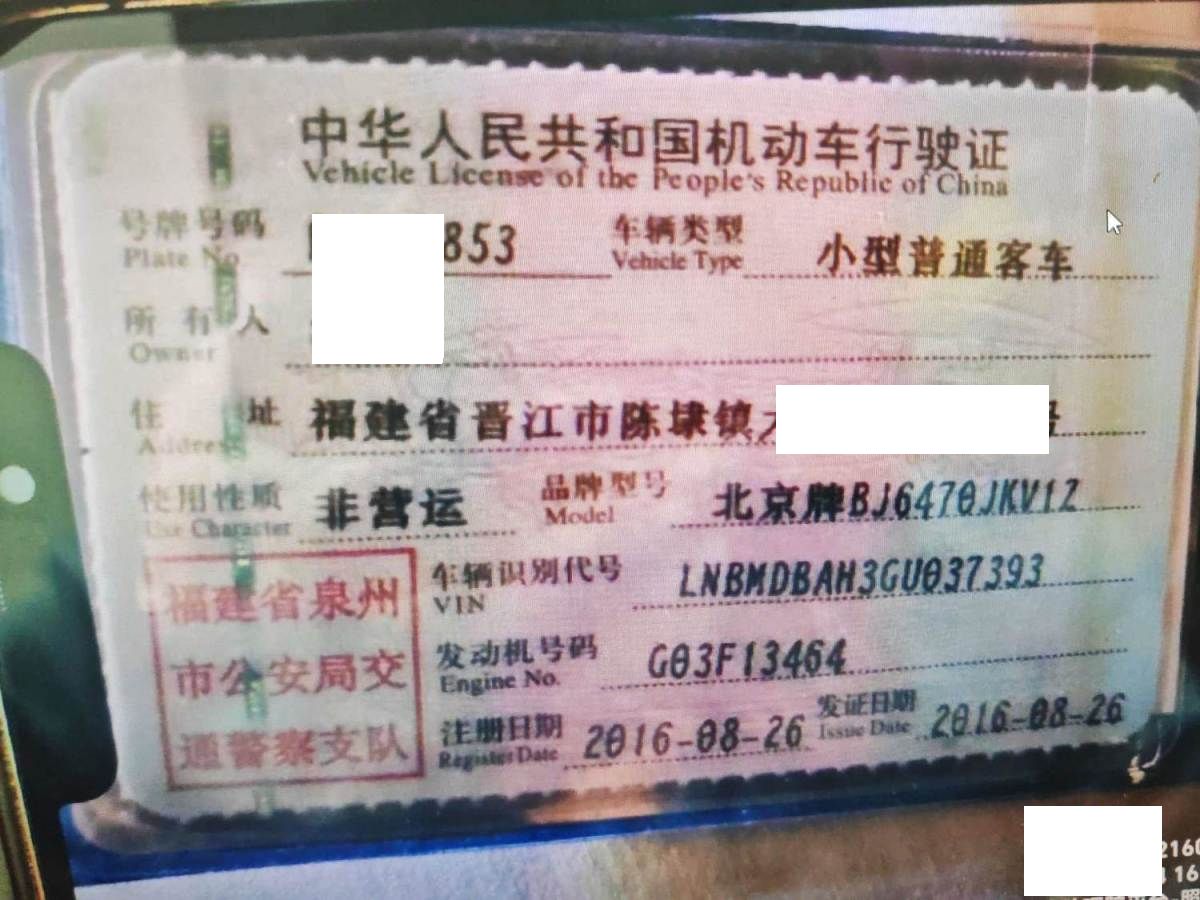 中华人民共和国机动车行驶证
Vehicle License of the People's Republic of China
号牌号码 853 车辆类型 小型普通客车
Plate No. Vehicle Type
所有人
Owner
住址 福建省晋江市陈埭镇
Address
使用性质 非营运 品牌型号 北京牌BJ6470JKV1Z
Use Character Model
福建省泉州
市公安局交
通警察支队
车辆识别代号 LNBMDBAH3GU037393
VIN
发动机号码 G03F13464
Engine No.
注册日期 2016-08-26 发证日期 2016-08-26
Register Date Issue Date
2160
16